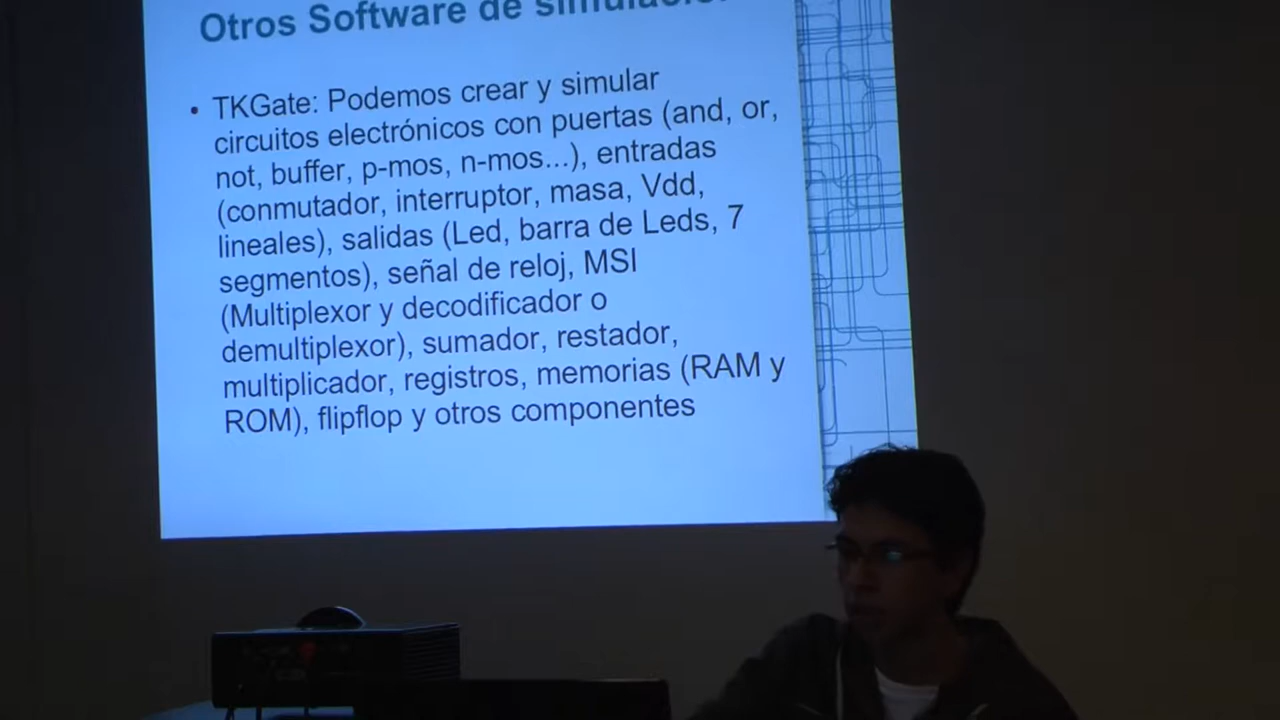 Otros Software de simulación
• TKGate: Podemos crear y simular
circuitos electrónicos con puertas (and, or,
not, buffer, p-mos, n-mos...), entradas
(conmutador, interruptor, masa, Vdd,
lineales), salidas (Led, barra de Leds, 7
segmentos), señal de reloj, MSI
(Multiplexor y decodificador o
demultiplexor), sumador, restador,
multiplicador, registros, memorias (RAM y
ROM), flipflop y otros componentes